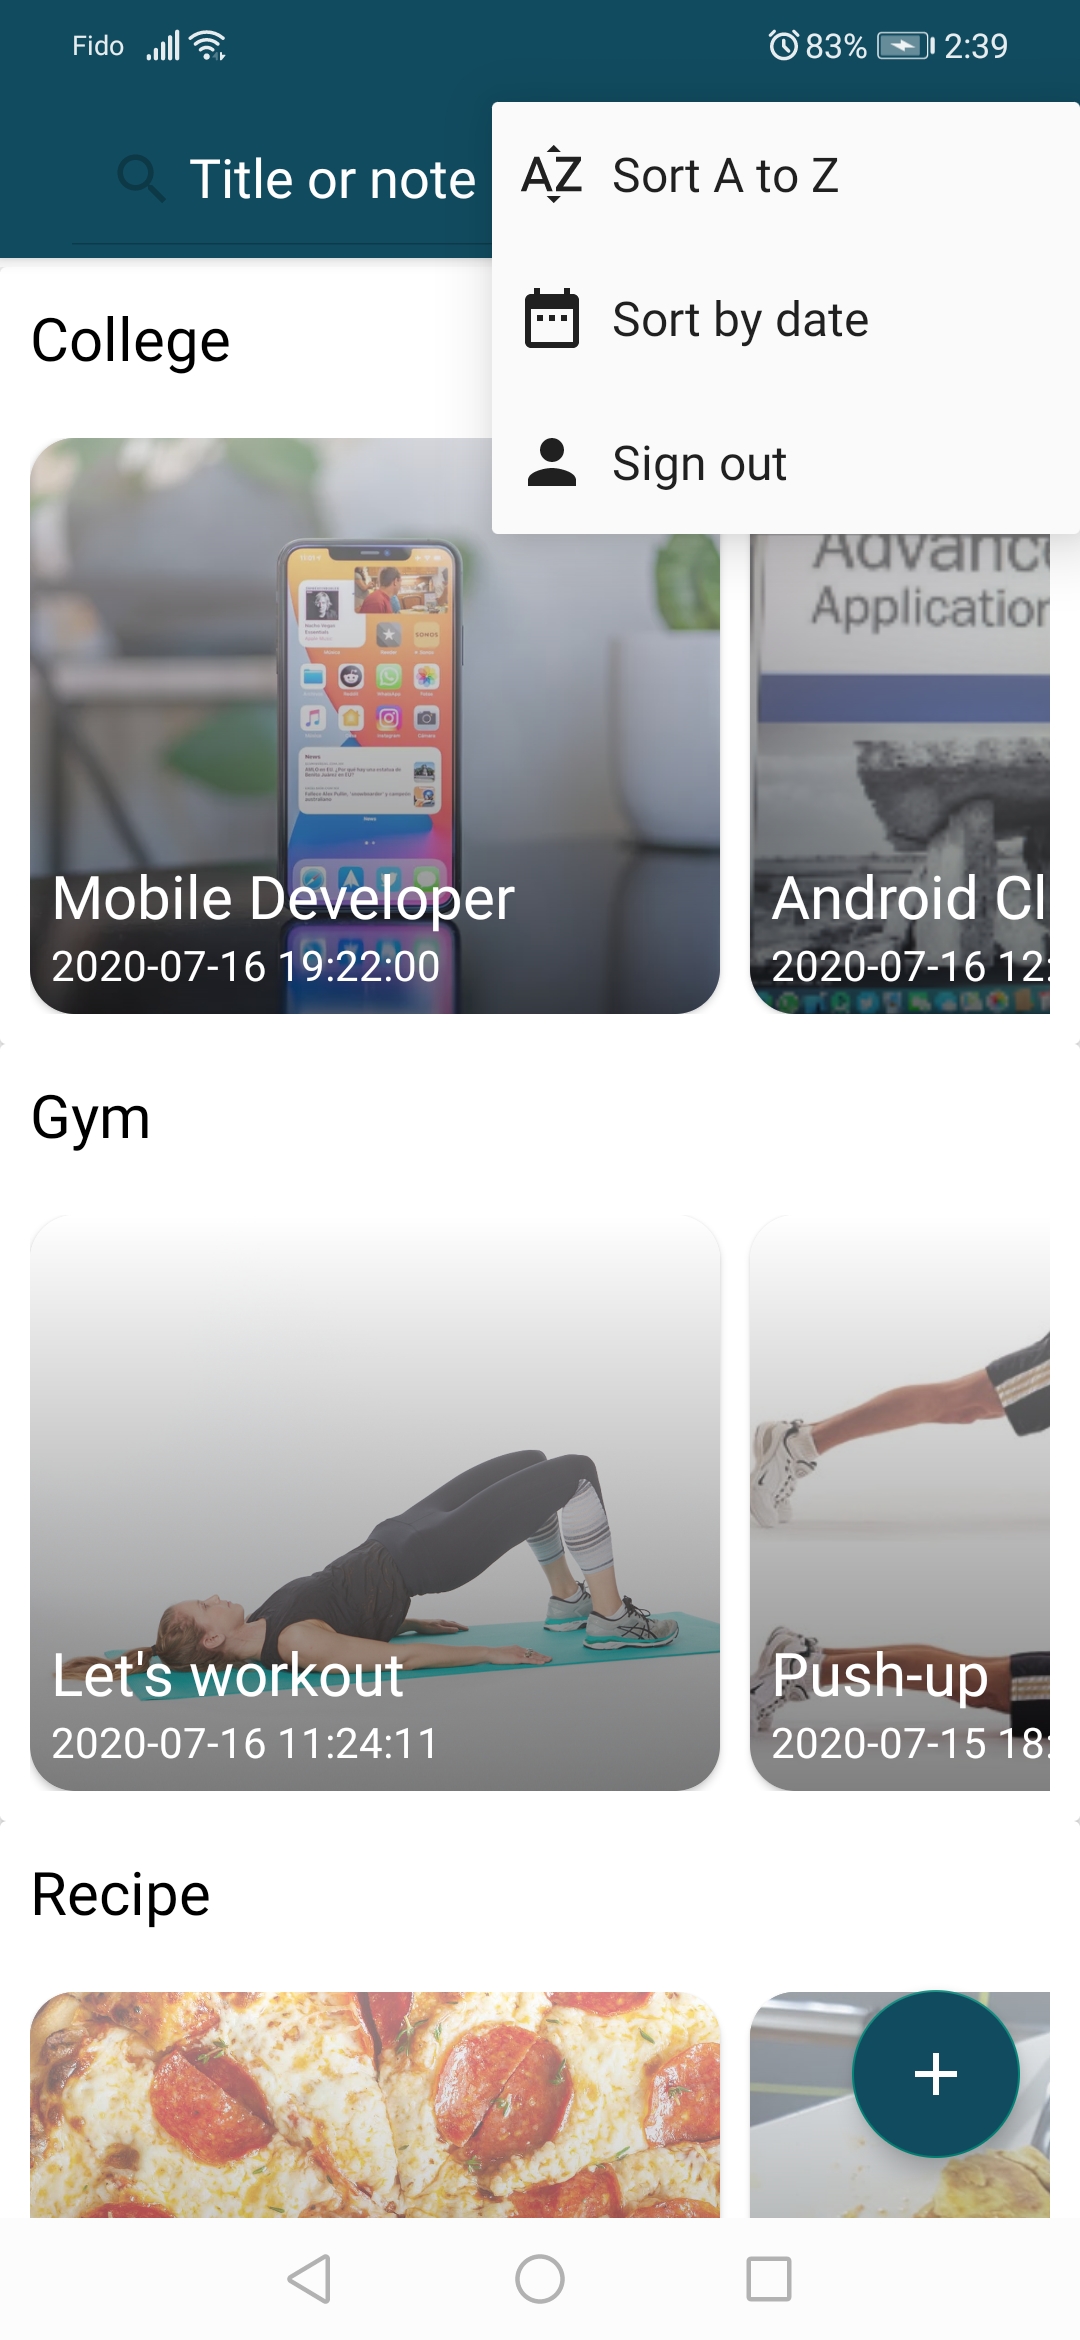 Fido
83%
2:39
Title or note
Sort A to Z
Sort by date
Sign out
College
Application
SONOS
News
Mobile Developer
2020-07-16 19:22:00
Android Cl
2020-07-16 12:
Gym
Let's workout
2020-07-16 11:24:11
Push-up
2020-07-15 18:
Recipe